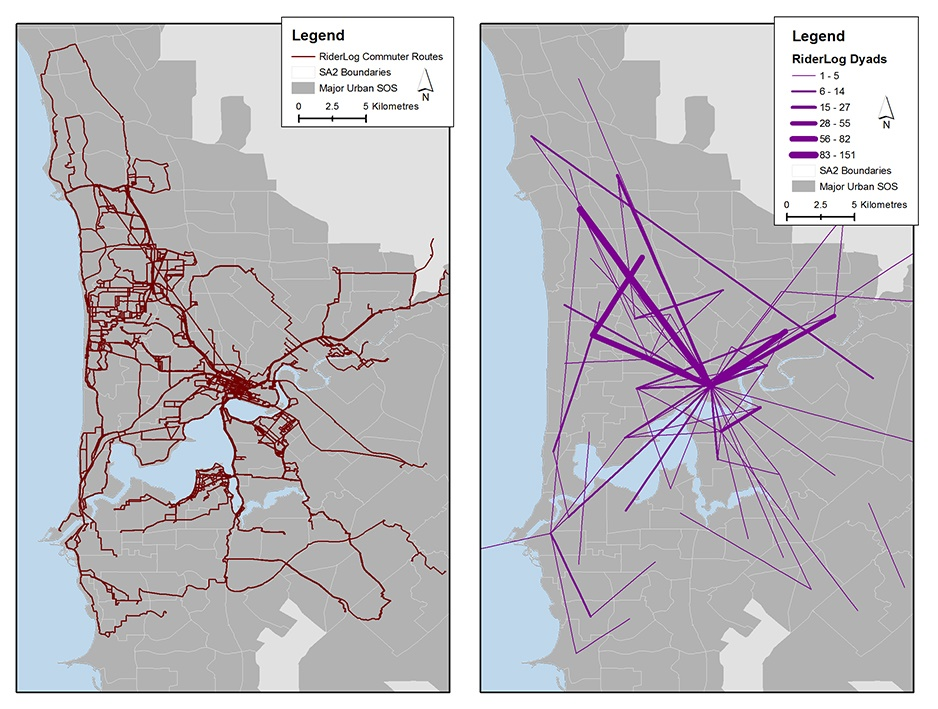 Legend
RiderLog Commuter Routes
SA2 Boundaries
Major Urban SOS
0 2.5 5 Kilometres
N
Legend
RiderLog Dyads
1 - 5
6 - 14
15 - 27
28 - 55
56 - 82
83 - 151
N
SA2 Boundaries
Major Urban SOS
0 2.5 5 Kilometres